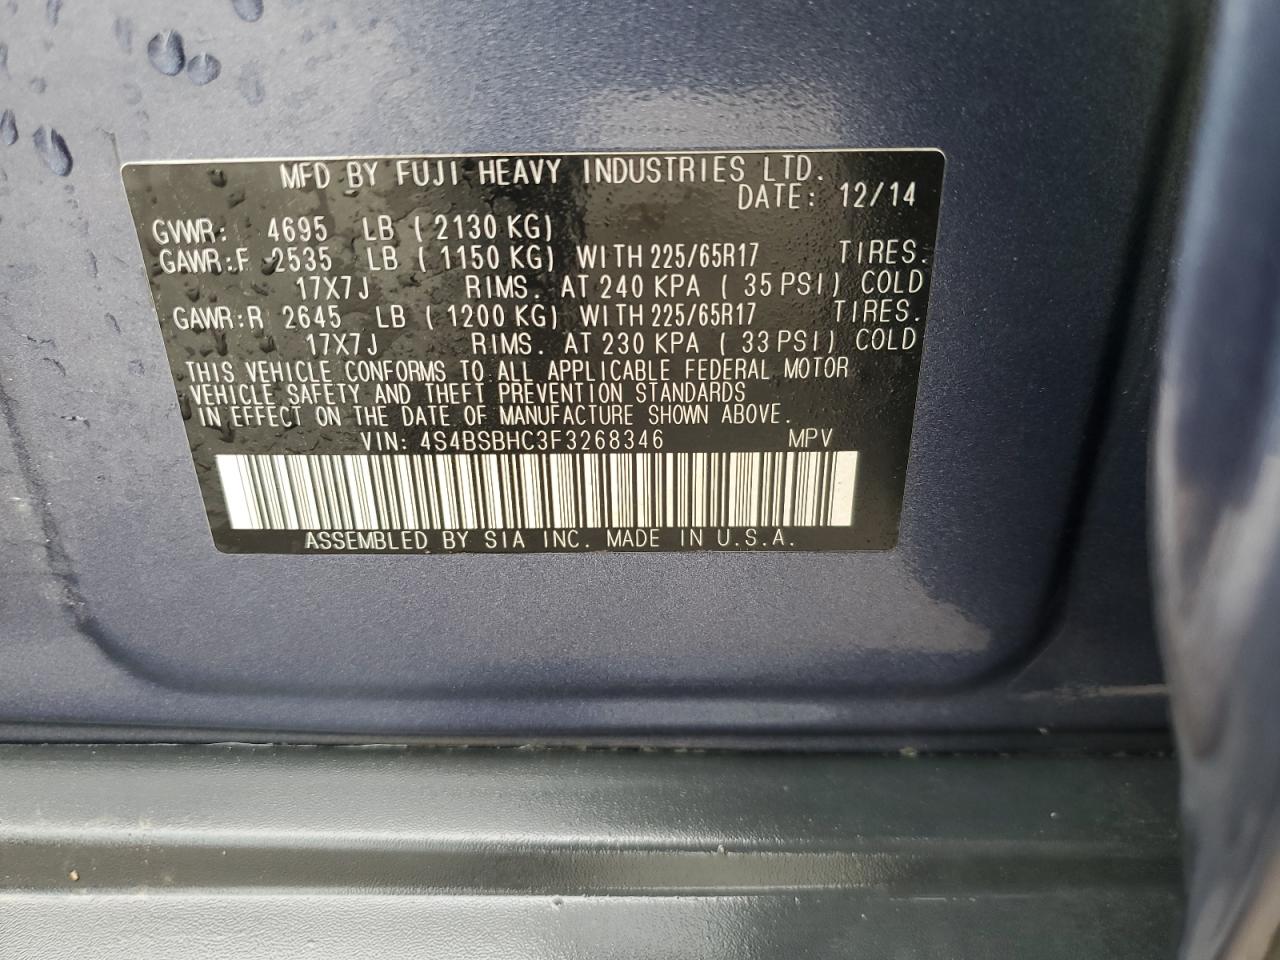 MFD BY FUJI HEAVY INDUSTRIES LTD.
DATE: 12/14
GVWR: 4695 LB ( 2130 KG)
GAWR:F 2535 LB ( 1150 KG) WITH 225/65R17 TIRES.
17X7J RIMS. AT 240 KPA ( 35 PSI) COLD
GAWR:R 2645 LB ( 1200 KG) WITH 225/65R17 TIRES.
17X7J RIMS. AT 230 KPA ( 33 PSI) COLD
THIS VEHICLE CONFORMS TO ALL APPLICABLE FEDERAL MOTOR
VEHICLE SAFETY AND THEFT PREVENTION STANDARDS
IN EFFECT ON THE DATE OF MANUFACTURE SHOWN ABOVE.
VIN: 4S4BSBHC3F3268346 MPV
ASSEMBLED BY SIA INC. MADE IN U.S.A.